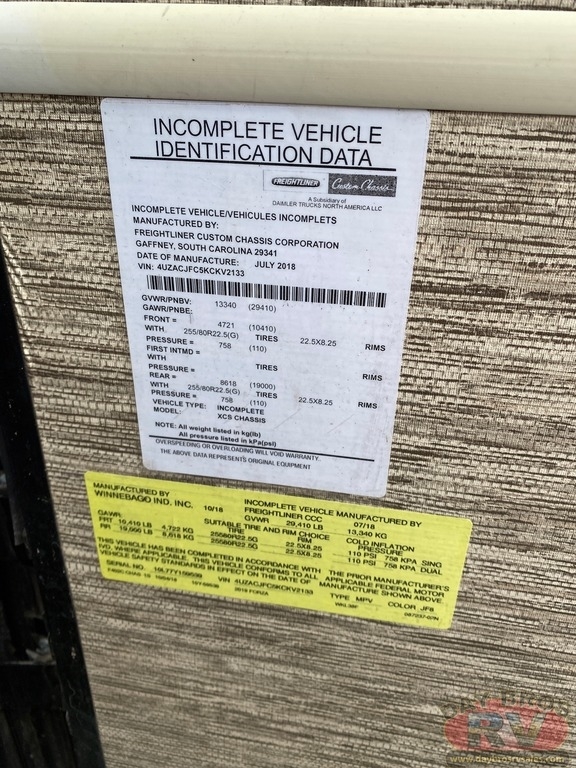 INCOMPLETE VEHICLE
IDENTIFICATION DATA
FREIGHTLINER Custom Chassis
A Subsidiary of
DAIMLER TRUCKS NORTH AMERICA LLC
INCOMPLETE VEHICLE/VEHICULES INCOMPLETS
MANUFACTURED BY:
FREIGHTLINER CUSTOM CHASSIS CORPORATION
GAFFNEY, SOUTH CAROLINA 29341
DATE OF MANUFACTURE: JULY 2018
VIN: 4UZACJFC5KCKV2133
GVWR/PNBV: 13340 (29410)
GAWR/PNBE:
FRONT = 4721 (10410)
WITH 255/80R22.5(G) TIRES 22.5X8.25 RIMS
PRESSURE = 758 (110)
FIRST INTMD =
WITH TIRES RIMS
PRESSURE =
REAR = 8618 (19000)
WITH 255/80R22.5(G) TIRES 22.5X8.25 RIMS
PRESSURE = 758 (110)
VEHICLE TYPE: INCOMPLETE
MODEL: XCS CHASSIS
NOTE: All weight listed in kg(lb)
All pressure listed in kPa(psi)
OVERSPEEDING OR OVERLOADING WILL VOID WARRANTY.
THE ABOVE DATA REPRESENTS ORIGINAL EQUIPMENT
MANUFACTURED BY INCOMPLETE VEHICLE MANUFACTURED BY
WINNEBAGO IND. INC. 10/18 FREIGHTLINER CCC 07/18
GVWR 29,410 LB 13,340 KG
GAWR: SUITABLE TIRE AND RIM CHOICE COLD INFLATION
TIRE RIM PRESSURE
FRT 10,410 LB 4,722 KG 25580R22.5G 22.5X8.25 110 PSI 758 KPA SING
RR 19,000 LB 8,618 KG 25580R22.5G 22.5X8.25 110 PSI 758 KPA DUAL
THIS VEHICLE HAS BEEN COMPLETED IN ACCORDANCE WITH THE PRIOR MANUFACTURER'S
IVD, WHERE APPLICABLE. THIS VEHICLE CONFORMS TO ALL APPLICABLE FEDERAL MOTOR
VEHICLE SAFETY STANDARDS IN EFFECT ON THE DATE OF MANUFACTURE SHOWN ABOVE
SERIAL NO. VIN 4UZACJFC5KCKV2133 TYPE MPV COLOR JF8
2019 FORZA
RV
www.daybrosrvsales.com